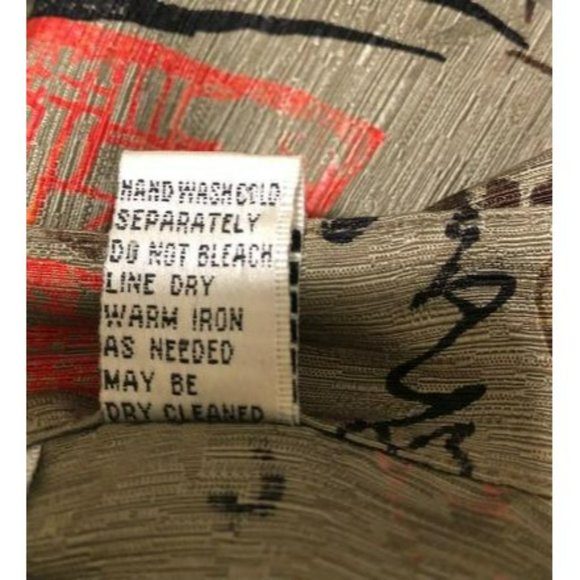 HAND WASH COLD
SEPARATELY
DO NOT BLEACH
LINE DRY
WARM IRON
AS NEEDED
MAY BE
DRY CLEANED